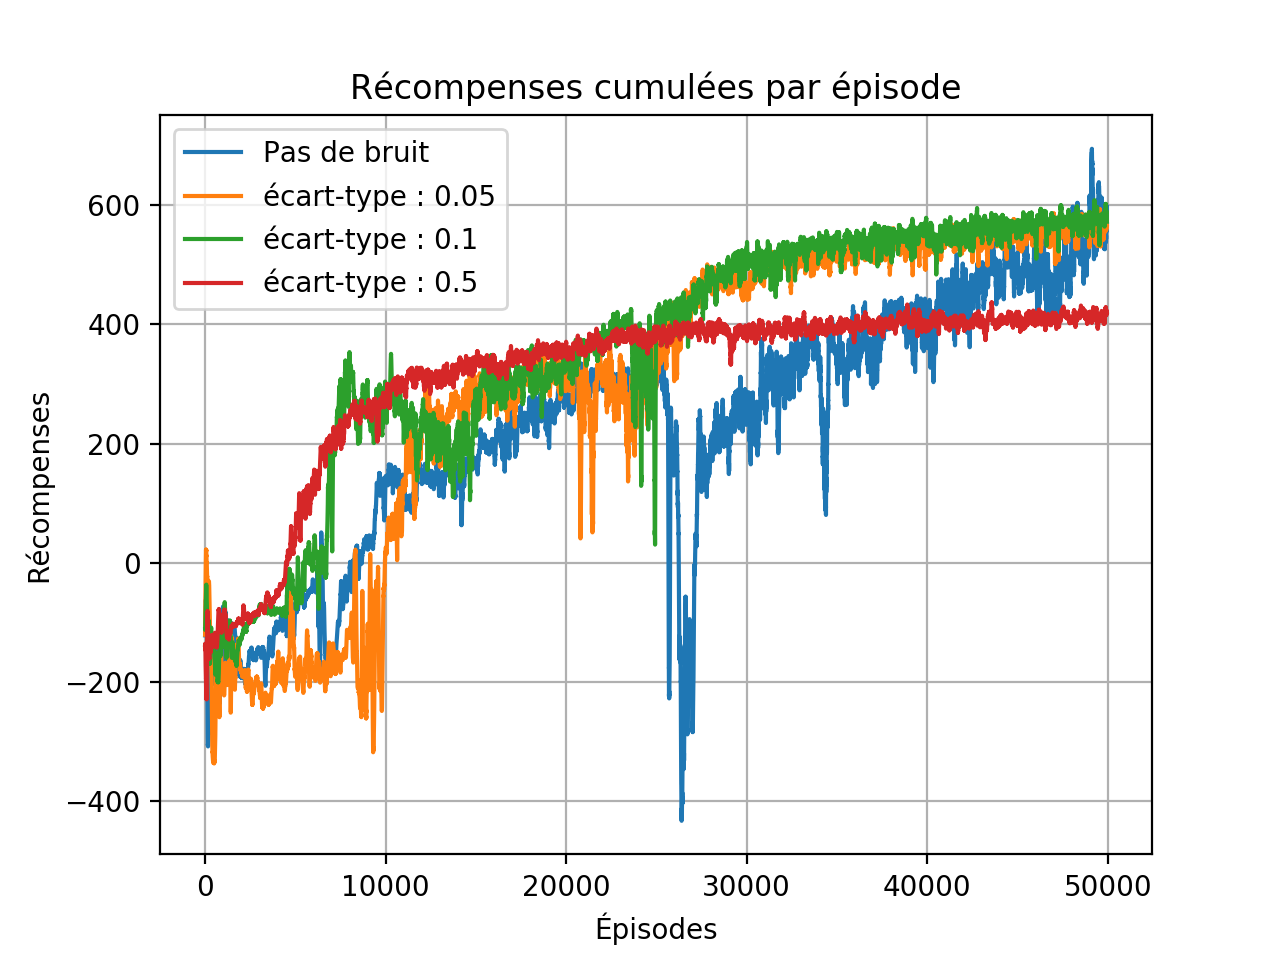 Récompenses cumulées par épisode
Pas de bruit
écart-type : 0.05
écart-type : 0.1
écart-type : 0.5
Récompenses
600
400
200
0
−200
−400
0 10000 20000 30000 40000 50000
Épisodes